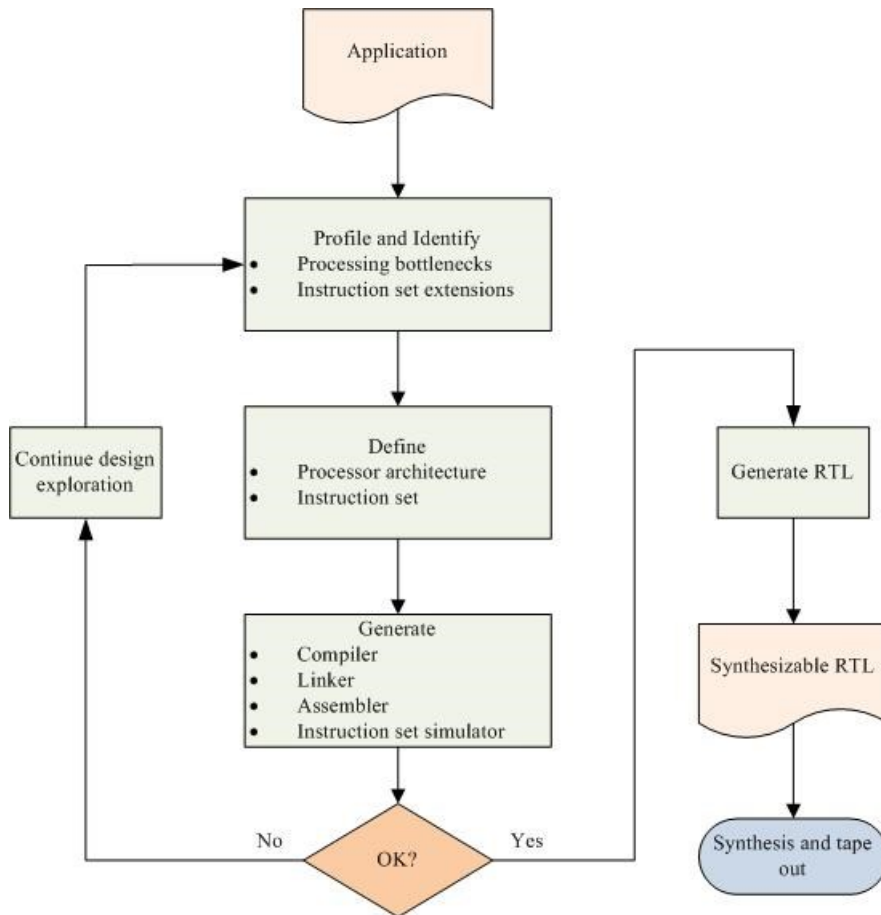 Application
Profile and Identify
• Processing bottlenecks
• Instruction set extensions
Define
• Processor architecture
• Instruction set
Generate
• Compiler
• Linker
• Assembler
• Instruction set simulator
OK?
No
Yes
Continue design
exploration
Generate RTL
Synthesizable RTL
Synthesis and tape
out